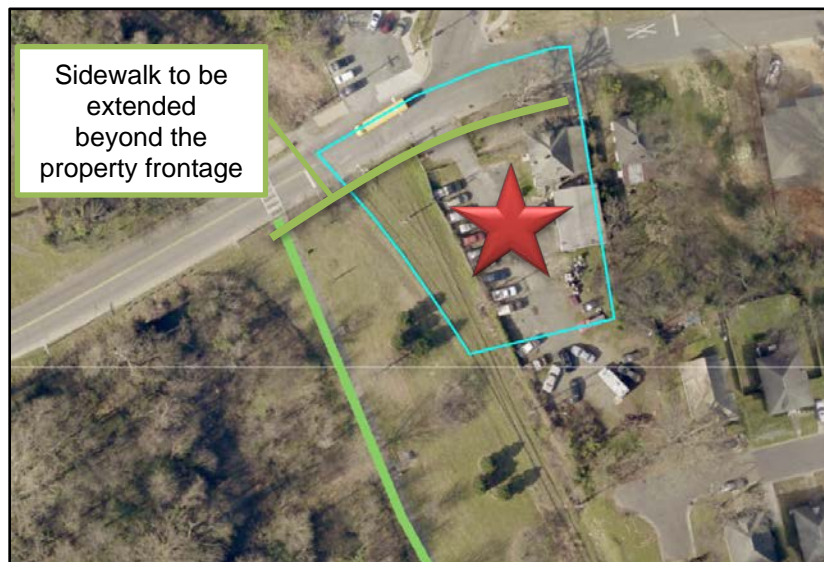 Sidewalk to be
extended
beyond the
property frontage